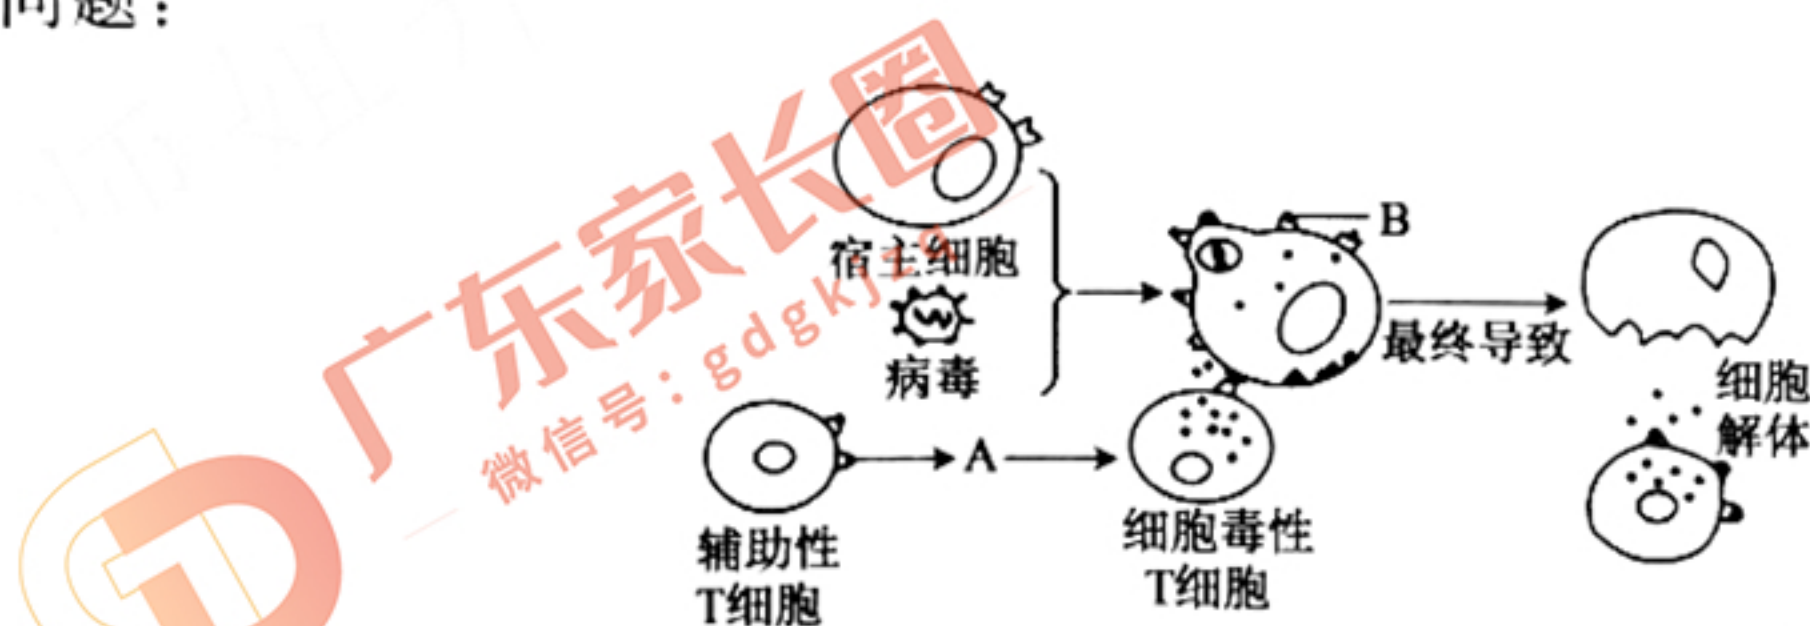 问题：
广东家长圈
微信号：gdgkjzq
宿主细胞
病毒
B
最终导致
细胞
解体
A
辅助性
T细胞
细胞毒性
T细胞